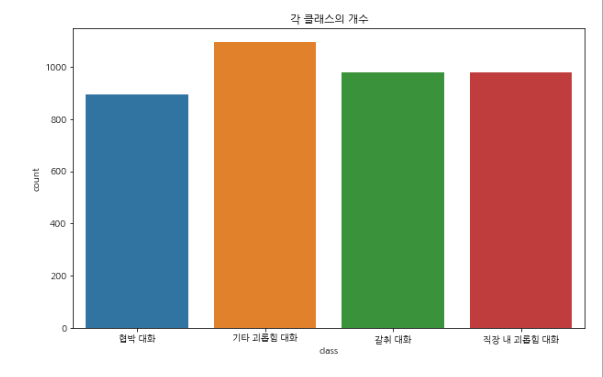 각 클래스의 개수
1000
800
600
400
200
0
count
협박 대화
기타 괴롭힘 대화
갈취 대화
직장 내 괴롭힘 대화
class